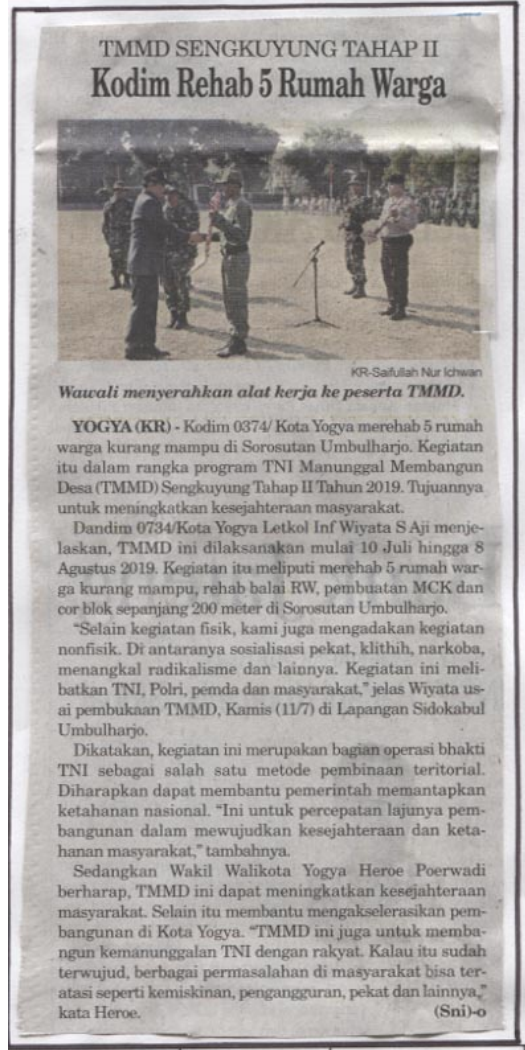 TMMD SENGKUYUNG TAHAP II
Kodim Rehab 5 Rumah Warga
KR-Saifullah Nur Ichwan
Wawali menyerahkan alat kerja ke peserta TMMD.
YOGYA (KR) - Kodim 0374/ Kota Yogya merehab 5 rumah
warga kurang mampu di Sorosutan Umbulharjo. Kegiatan
itu dalam rangka program TNI Manunggal Membangun
Desa (TMMD) Sengkuyung Tahap II Tahun 2019. Tujuannya
untuk meningkatkan kesejahteraan masyarakat.
Dandim 0734/Kota Yogya Letkol Inf Wiyata S Aji menje-
laskan, TMMD ini dilaksanakan mulai 10 Juli hingga 8
Agustus 2019. Kegiatan itu meliputi merehab 5 rumah war-
ga kurang mampu, rehab balai RW, pembuatan MCK dan
cor blok sepanjang 200 meter di Sorosutan Umbulharjo.
"Selain kegiatan fisik, kami juga mengadakan kegiatan
nonfisik. Di antaranya sosialisasi pekat, klithih, narkoba,
menangkal radikalisme dan lainnya. Kegiatan ini meli-
batkan TNI, Polri, pemda dan masyarakat," jelas Wiyata us-
ai pembukaan TMMD, Kamis (11/7) di Lapangan Sidokabul
Umbulharjo.
Dikatakan, kegiatan ini merupakan bagian operasi bhakti
TNI sebagai salah satu metode pembinaan teritorial.
Diharapkan dapat membantu pemerintah memantapkan
ketahanan nasional. "Ini untuk percepatan lajunya pem-
bangunan dalam mewujudkan kesejahteraan dan keta-
hanan masyarakat," tambahnya.
Sedangkan Wakil Walikota Yogya Heroe Poerwadi
berharap, TMMD ini dapat meningkatkan kesejahteraan
masyarakat. Selain itu membantu mengakselerasikan pem-
bangunan di Kota Yogya. "TMMD ini juga untuk memba-
ngun kemanunggalan TNI dengan rakyat. Kalau itu sudah
terwujud, berbagai permasalahan di masyarakat bisa ter-
atasi seperti kemiskinan, pengangguran, pekat dan lainnya,"
kata Heroe. (Sni)-o